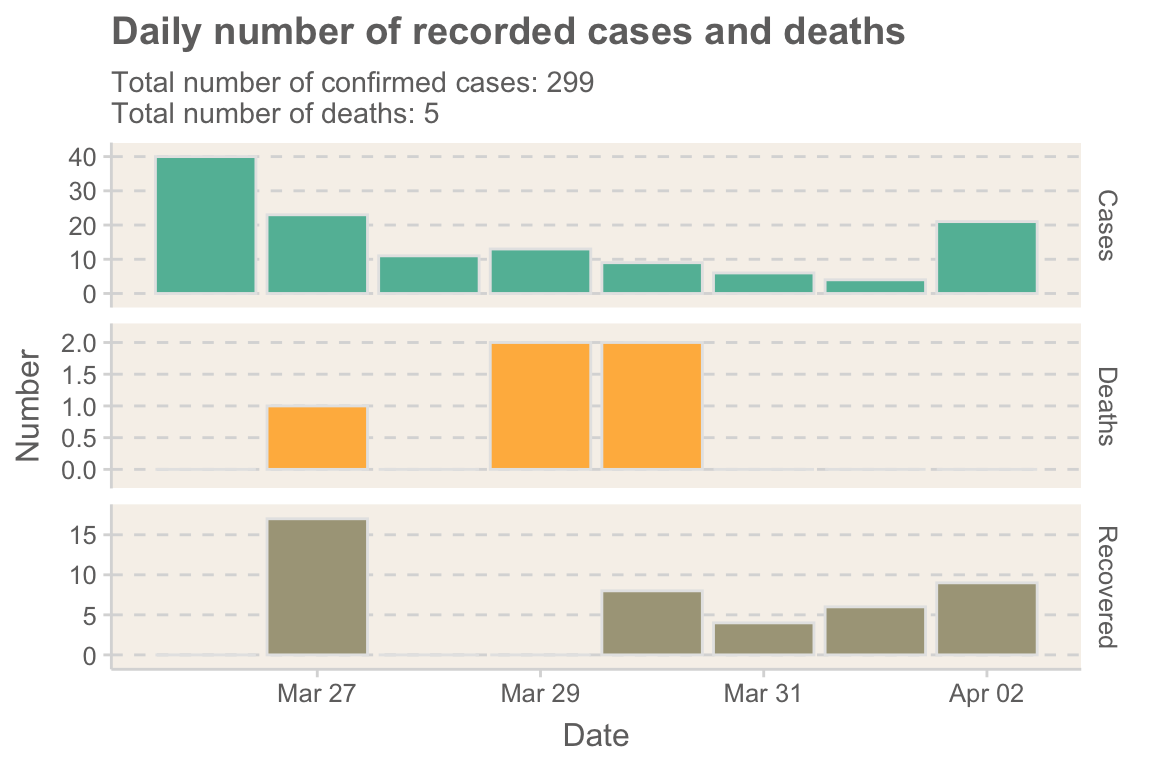 Daily number of recorded cases and deaths
Total number of confirmed cases: 299
Total number of deaths: 5
40
30
20
10
0
Cases
2.0
1.5
1.0
0.5
0.0
Deaths
Number
15
10
5
0
Recovered
Mar 27 Mar 29 Mar 31 Apr 02
Date